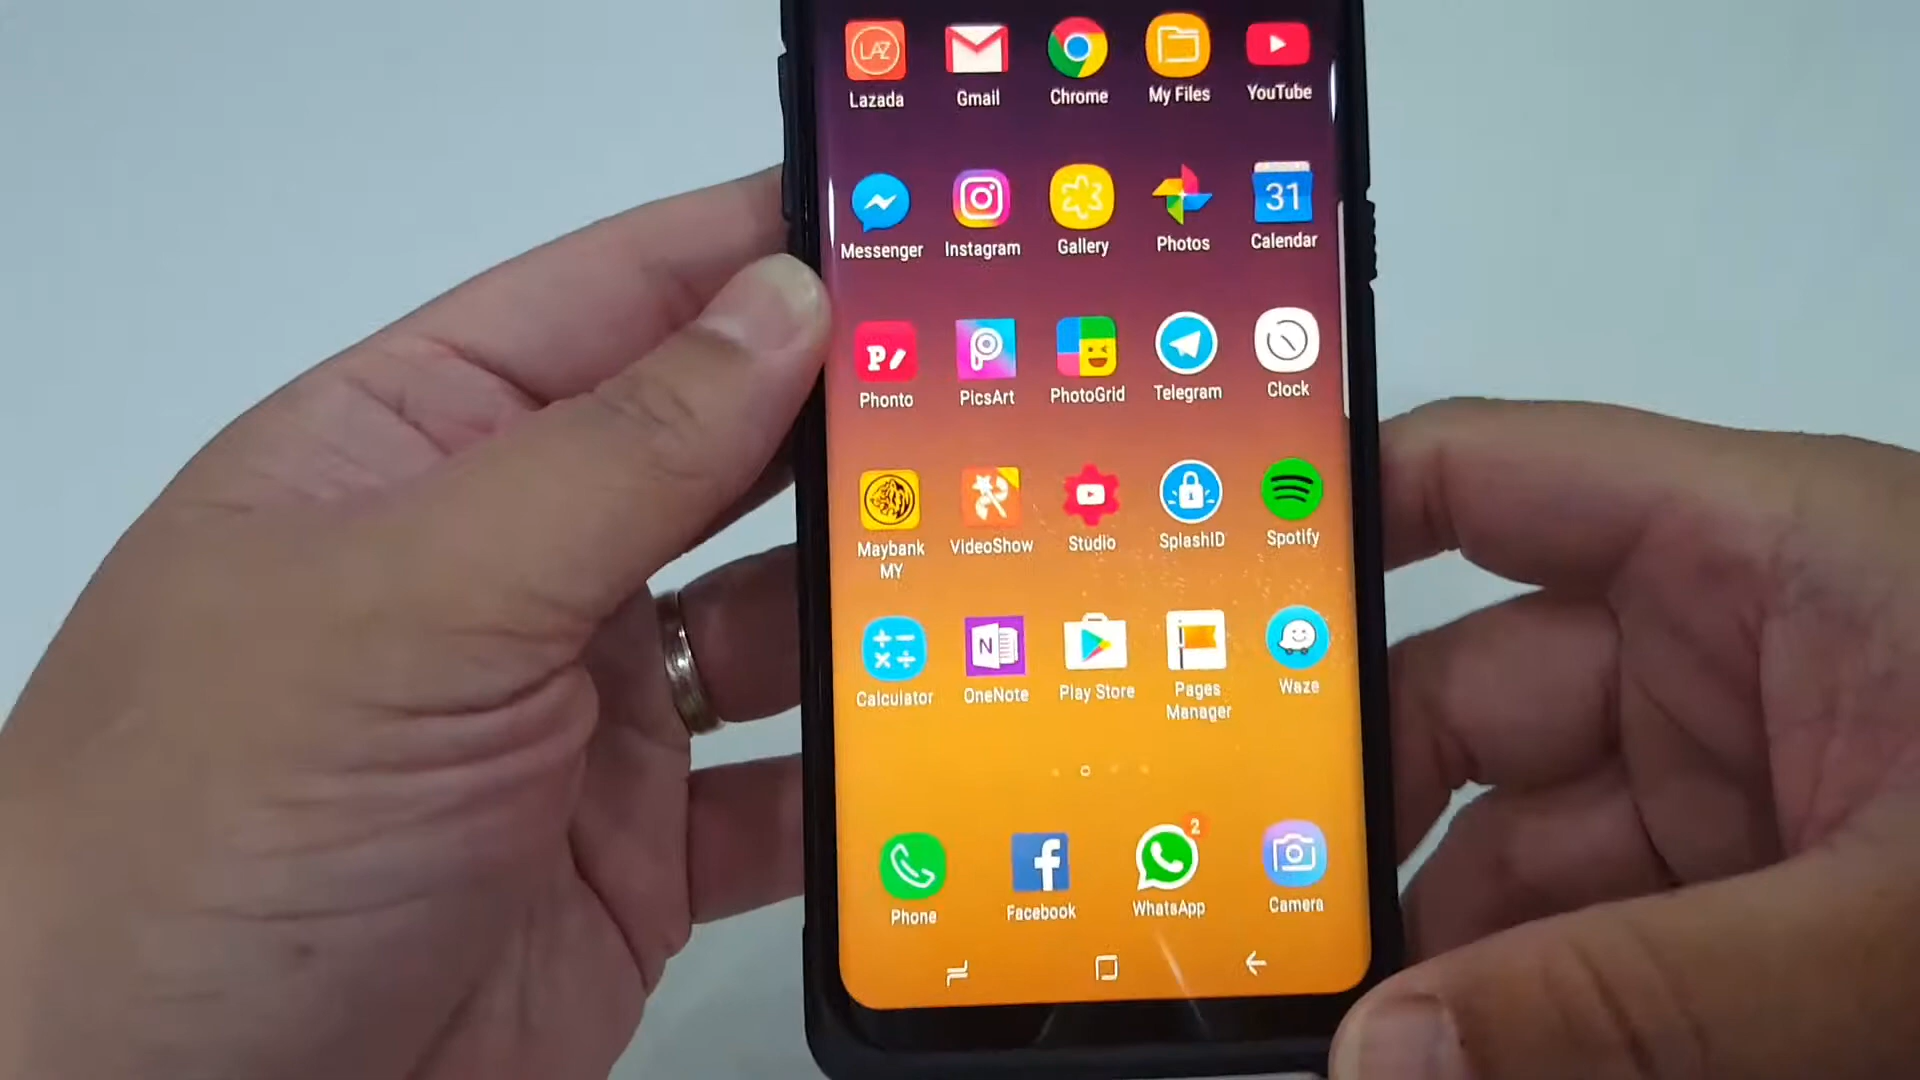 LAZ
Lazada
Gmail
Chrome
My Files
YouTube
Messenger
Instagram
Gallery
Photos
31
Calendar
P
Phonto
P
PicsArt
PhotoGrid
Telegram
Clock
Maybank
MY
VideoShow
Studio
SplashID
Spotify
Calculator
N
OneNote
Play Store
Pages
Manager
Waze
Phone
f
Facebook
2
WhatsApp
Camera